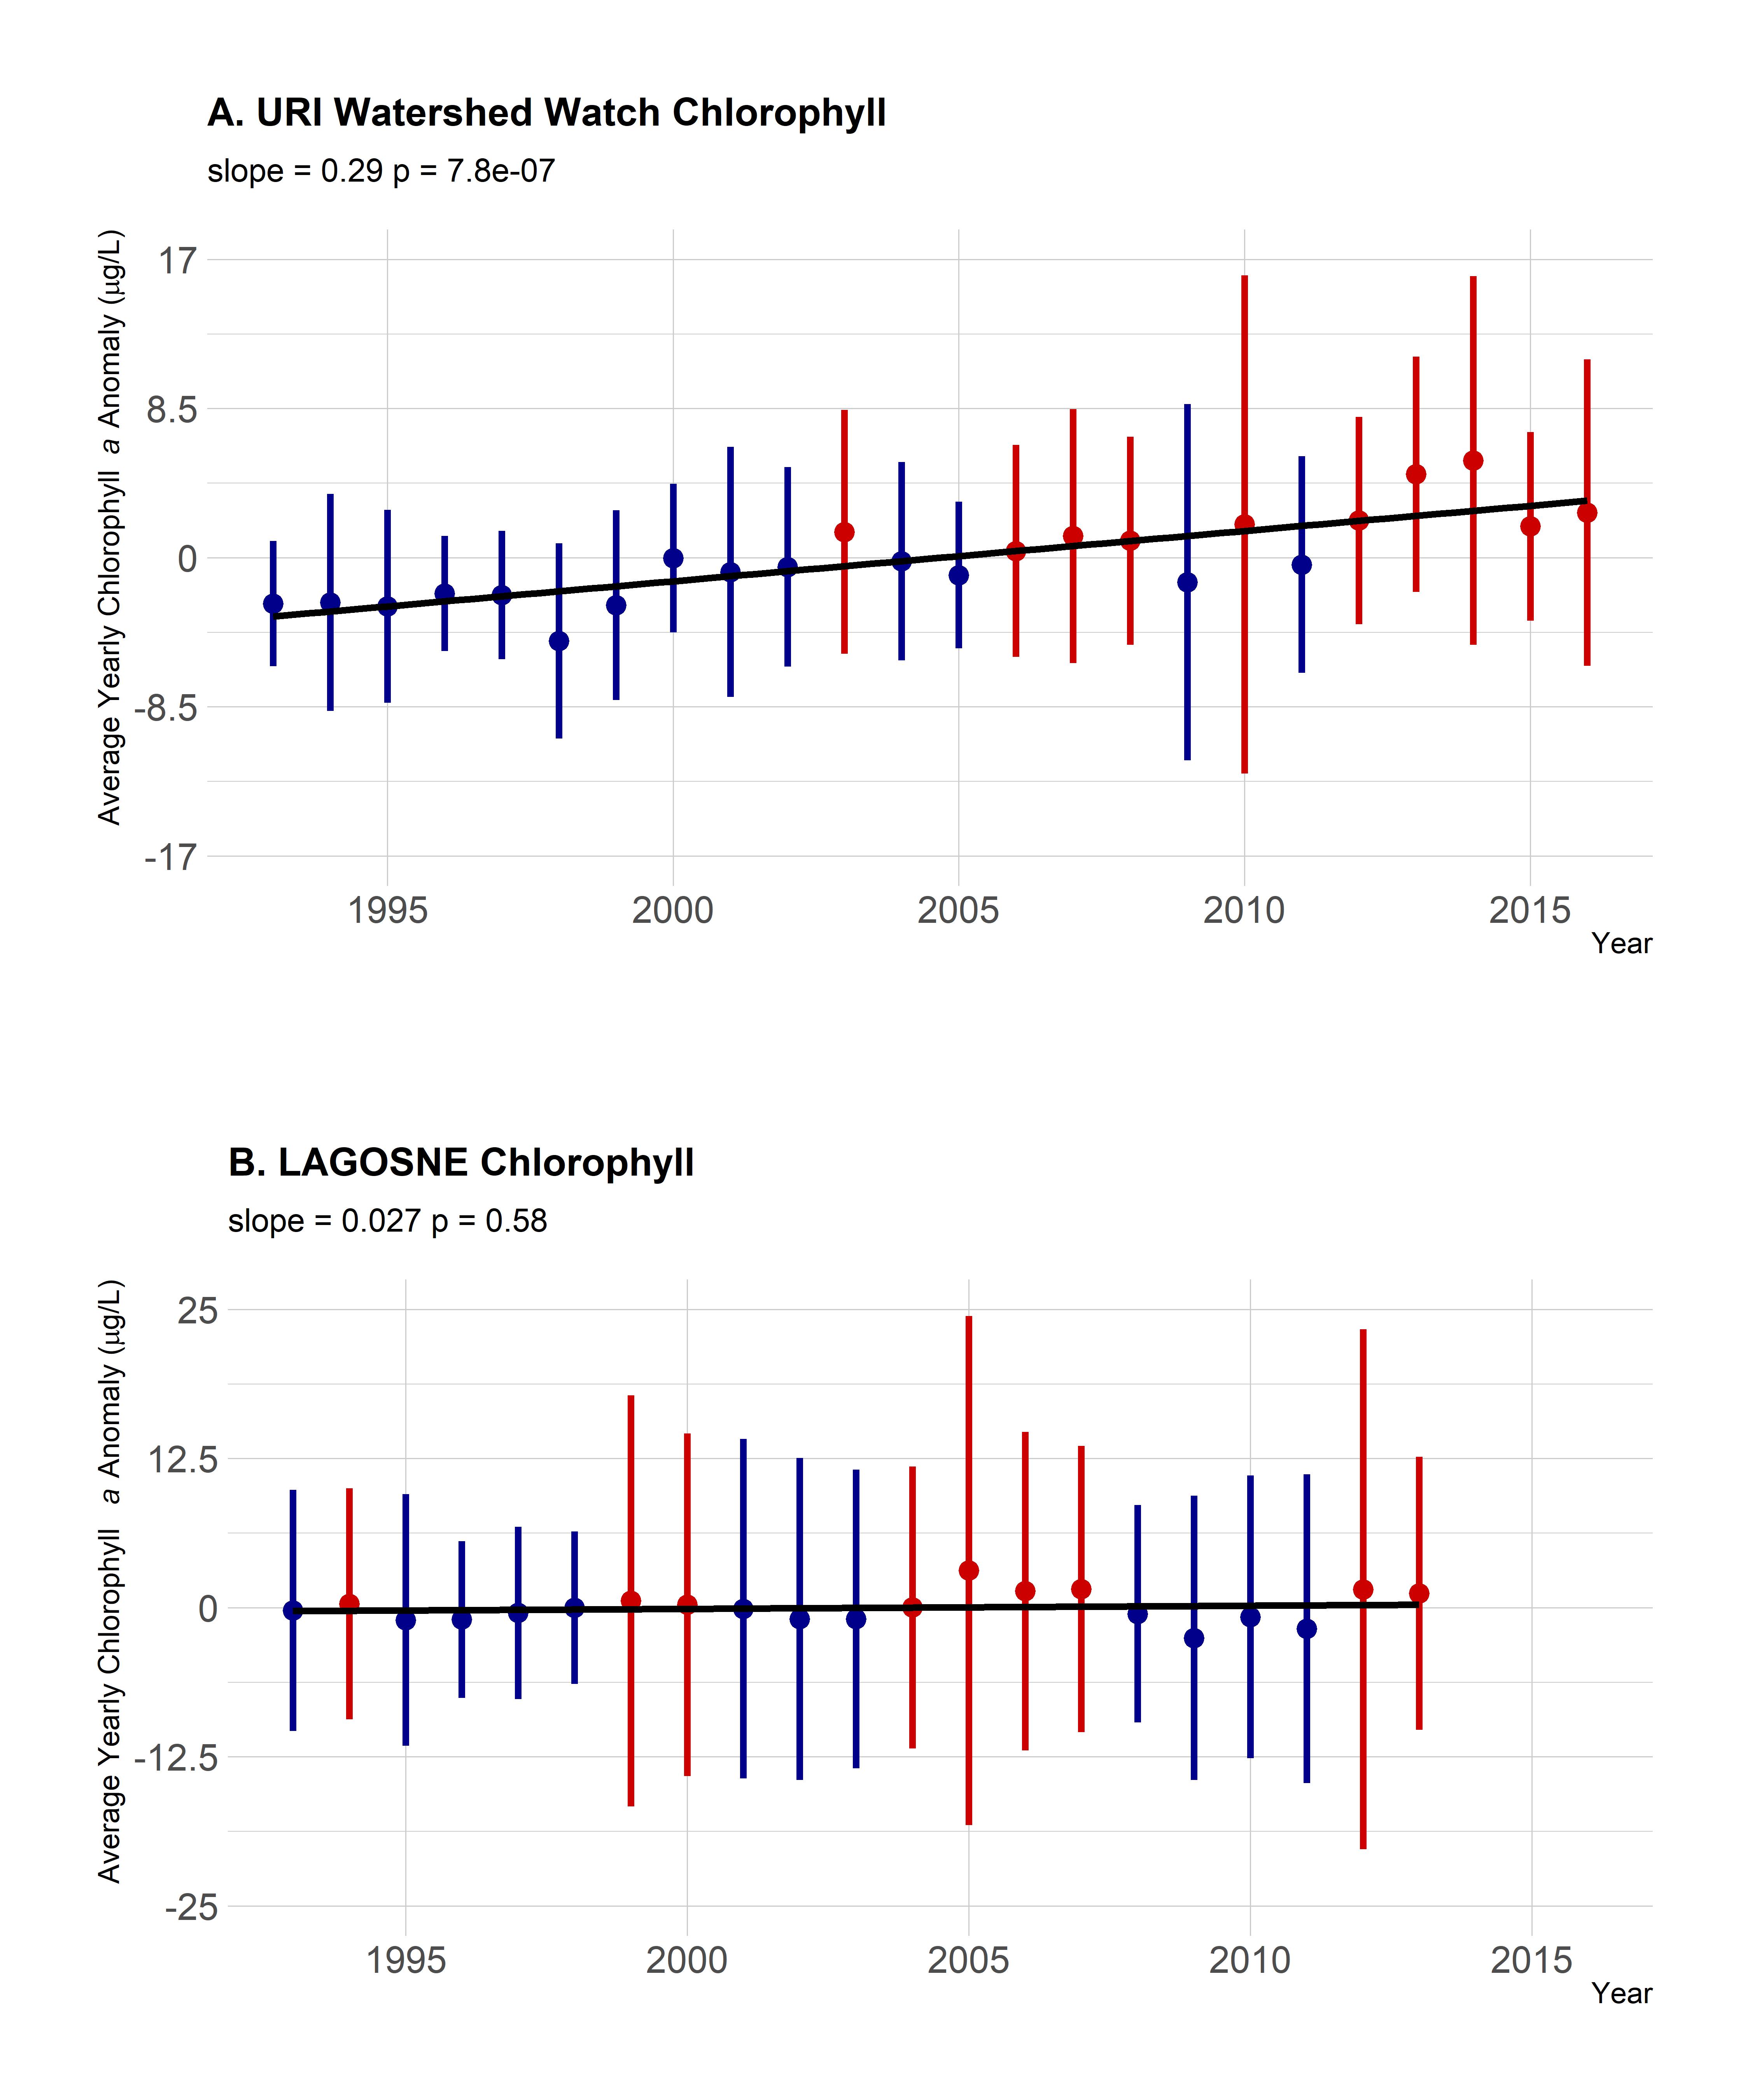 A. URI Watershed Watch Chlorophyll
slope = 0.29 p = 7.8e-07
Average Yearly Chlorophyll a Anomaly (μg/L)
17
8.5
0
-8.5
-17
1995 2000 2005 2010 2015
Year
B. LAGOSNE Chlorophyll
slope = 0.027 p = 0.58
Average Yearly Chlorophyll a Anomaly (μg/L)
25
12.5
0
-12.5
-25
1995 2000 2005 2010 2015
Year